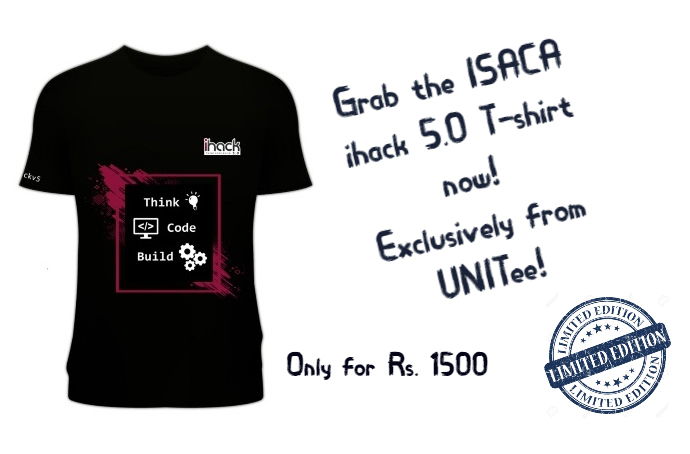 ihack
ckv5
Think
</>
Code
Build
Grab the ISACA
ihack 5.0 T-shirt
now!
Exclusively from
UNITee!
Only for Rs. 1500
LIMITED EDITION
LIMITED EDITION
LIMITED EDITION